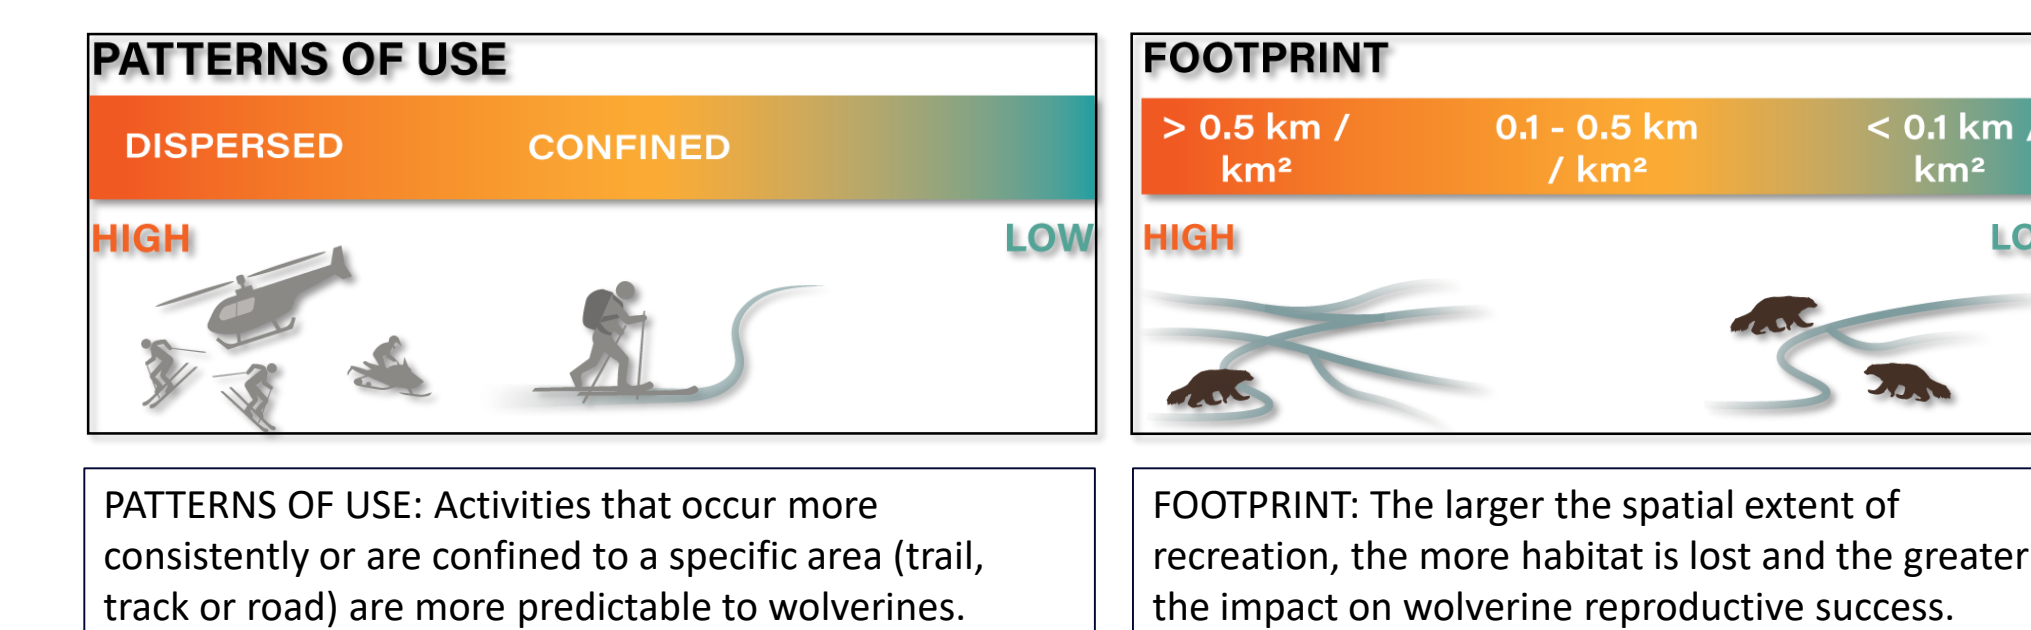 PATTERNS OF USE
DISPERSED
CONFINED
HIGH
LOW
PATTERNS OF USE: Activities that occur more
consistently or are confined to a specific area (trail,
track or road) are more predictable to wolverines.
FOOTPRINT
> 0.5 km /
km²
0.1 - 0.5 km
/ km²
< 0.1 km /
km²
HIGH
FOOTPRINT: The larger the spatial extent of
recreation, the more habitat is lost and the greater
the impact on wolverine reproductive success.